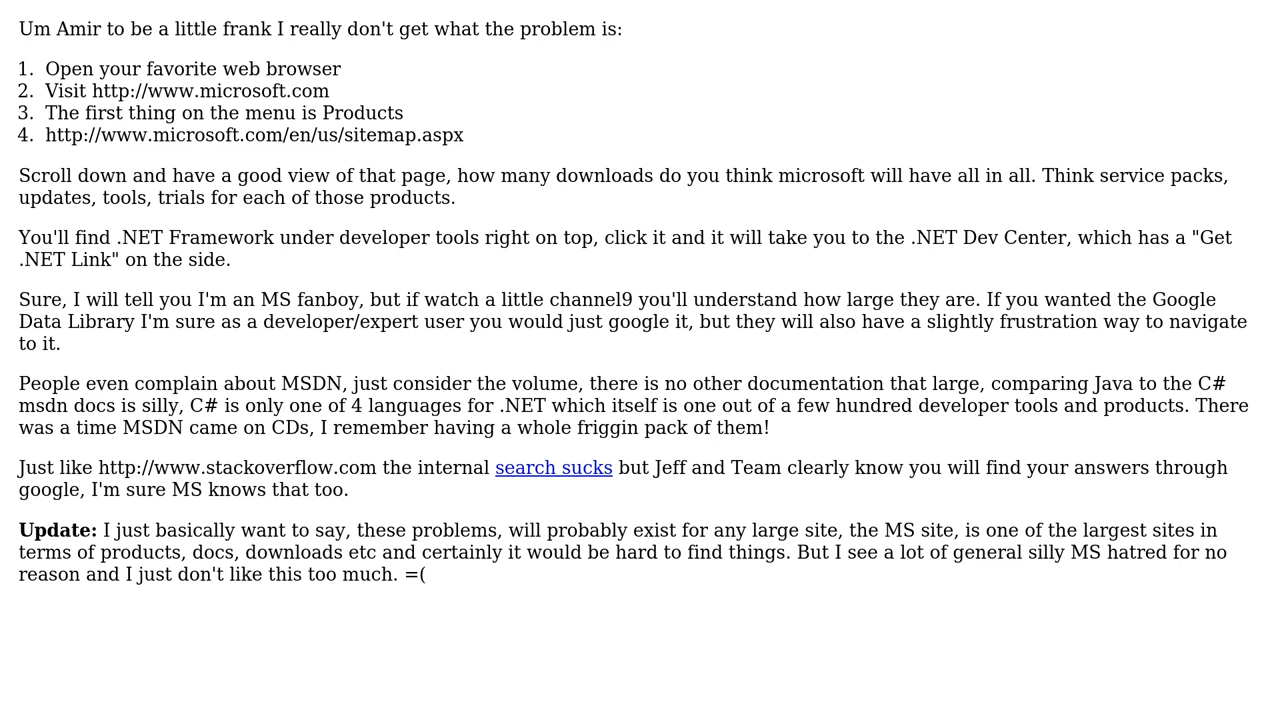 Um Amir to be a little frank I really don't get what the problem is:
1. Open your favorite web browser
2. Visit http://www.microsoft.com
3. The first thing on the menu is Products
4. http://www.microsoft.com/en/us/sitemap.aspx
Scroll down and have a good view of that page, how many downloads do you think microsoft will have all in all. Think service packs,
updates, tools, trials for each of those products.
You'll find .NET Framework under developer tools right on top, click it and it will take you to the .NET Dev Center, which has a "Get
.NET Link" on the side.
Sure, I will tell you I'm an MS fanboy, but if watch a little channel9 you'll understand how large they are. If you wanted the Google
Data Library I'm sure as a developer/expert user you would just google it, but they will also have a slightly frustration way to navigate
to it.
People even complain about MSDN, just consider the volume, there is no other documentation that large, comparing Java to the C#
msdn docs is silly, C# is only one of 4 languages for .NET which itself is one out of a few hundred developer tools and products. There
was a time MSDN came on CDs, I remember having a whole friggin pack of them!
Just like http://www.stackoverflow.com the internal search sucks but Jeff and Team clearly know you will find your answers through
google, I'm sure MS knows that too.
Update: I just basically want to say, these problems, will probably exist for any large site, the MS site, is one of the largest sites in
terms of products, docs, downloads etc and certainly it would be hard to find things. But I see a lot of general silly MS hatred for no
reason and I just don't like this too much. =(